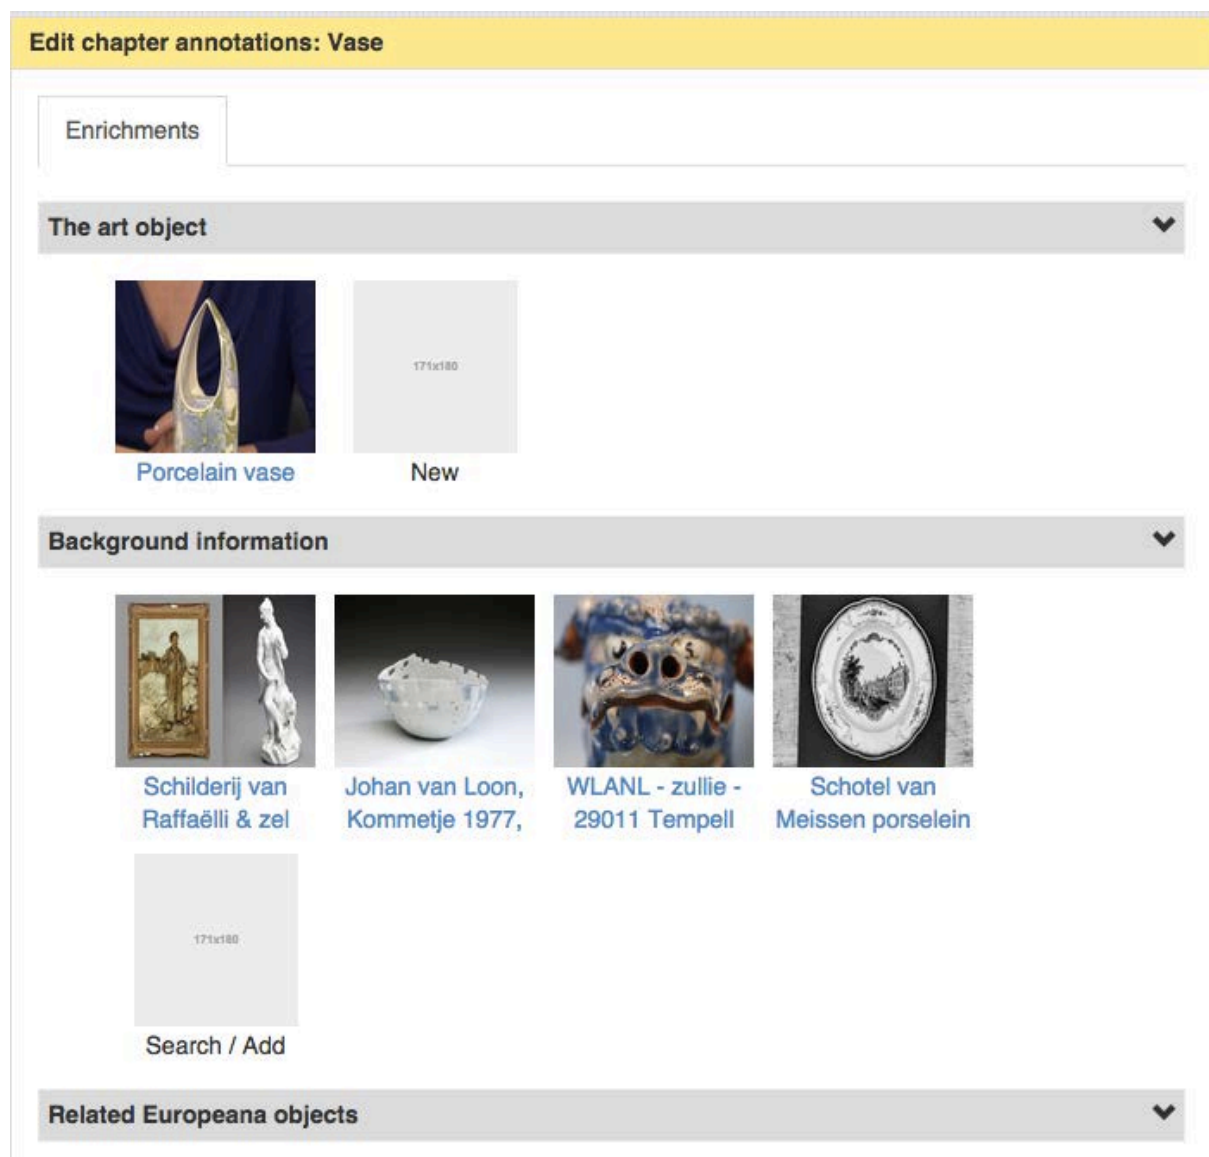 Edit chapter annotations: Vase
Enrichments
The art object
171x180
Porcelain vase
New
Background information
Schilderij van
Raffaëlli & zel
Johan van Loon,
Kommetje 1977,
WLANL - zullie -
29011 Tempell
Schotel van
Meissen porselein
171x180
Search / Add
Related Europeana objects